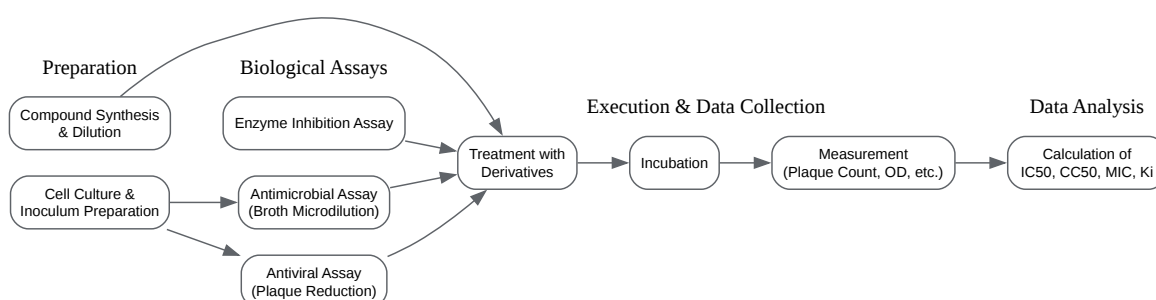 Preparation
Compound Synthesis
& Dilution
Cell Culture &
Inoculum Preparation
Biological Assays
Enzyme Inhibition Assay
Antimicrobial Assay
(Broth Microdilution)
Antiviral Assay
(Plaque Reduction)
Execution & Data Collection
Treatment with
Derivatives
Incubation
Measurement
(Plaque Count, OD, etc.)
Data Analysis
Calculation of
IC50, CC50, MIC, Ki